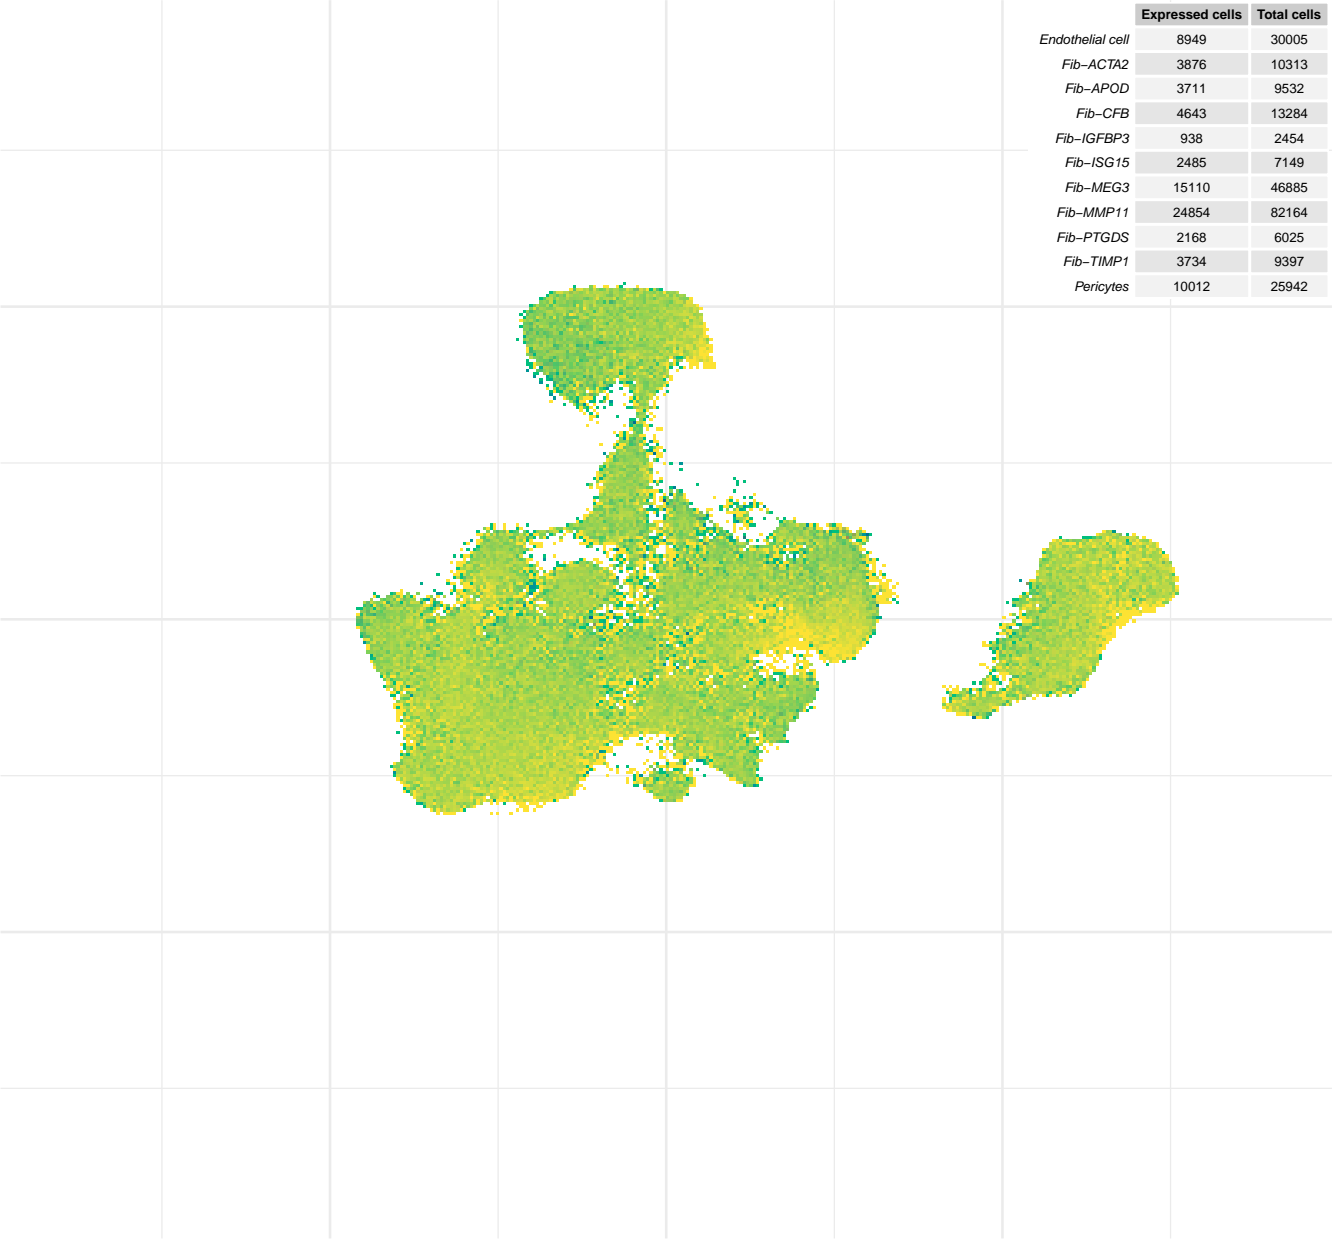 Expressed cells Total cells
Endothelial cell 8949 30005
Fib−ACTA2 3876 10313
Fib−APOD 3711 9532
Fib−CFB 4643 13284
Fib−IGFBP3 938 2454
Fib−ISG15 2485 7149
Fib−MEG3 15110 46885
Fib−MMP11 24854 82164
Fib−PTGDS 2168 6025
Fib−TIMP1 3734 9397
Pericytes 10012 25942